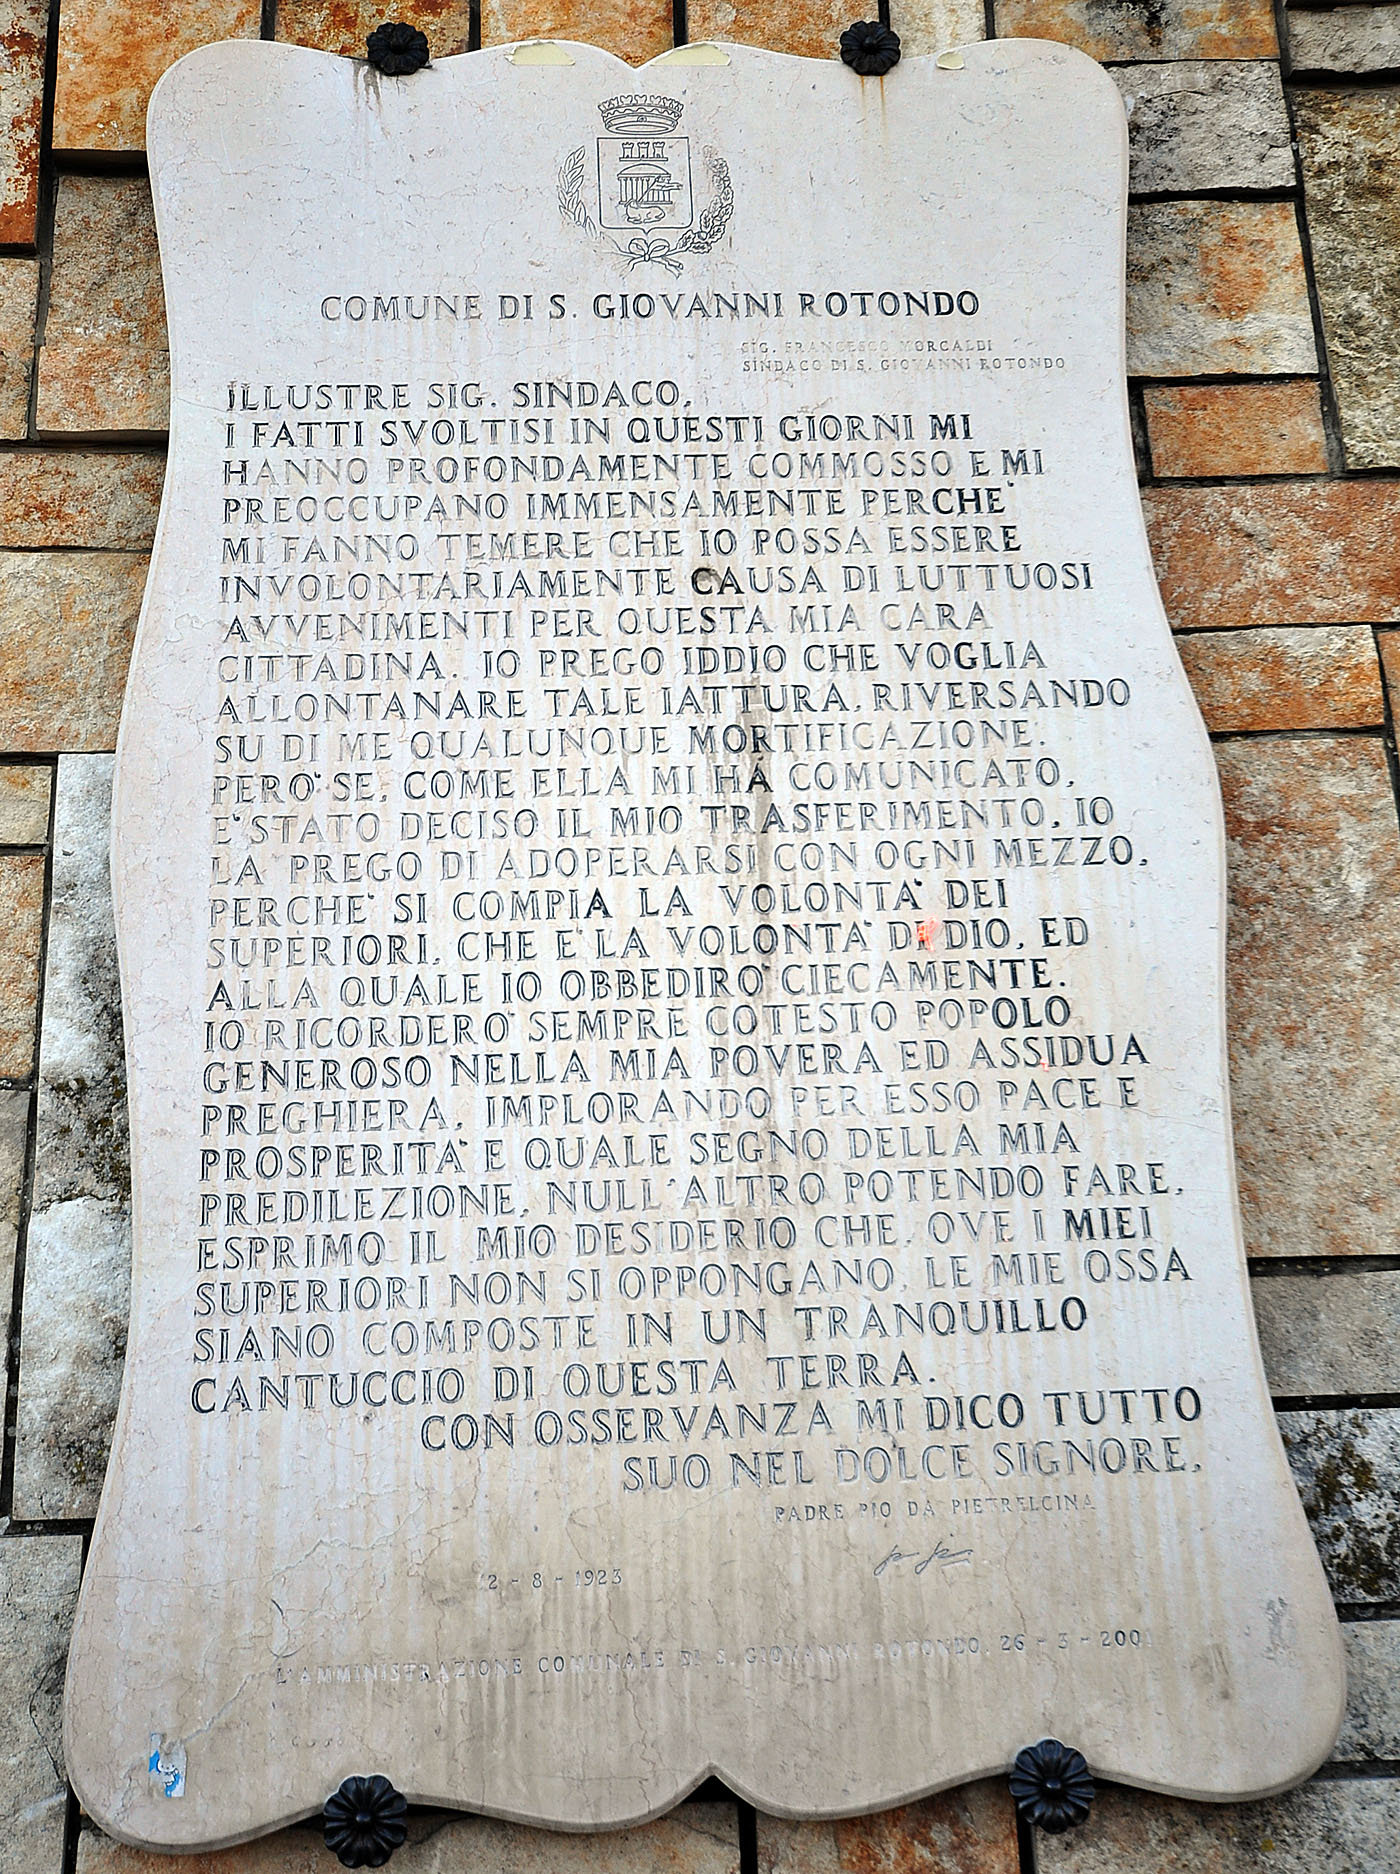 COMUNE DI S. GIOVANNI ROTONDO
SIG. FRANCESCO MORCALDI
SINDACO DI S. GIOVANNI ROTONDO
ILLUSTRE SIG. SINDACO,
I FATTI SVOLTISI IN QUESTI GIORNI MI
HANNO PROFONDAMENTE COMMOSSO E MI
PREOCCUPANO IMMENSAMENTE PERCHE'
MI FANNO TEMERE CHE IO POSSA ESSERE
INVOLONTARIAMENTE CAUSA DI LUTTUOSI
AVVENIMENTI PER QUESTA MIA CARA
CITTADINA. IO PREGO IDDIO CHE VOGLIA
ALLONTANARE TALE IATTURA, RIVERSANDO
SU DI ME QUALUNQUE MORTIFICAZIONE.
PERO' SE, COME ELLA MI HA COMUNICATO,
E' STATO DECISO IL MIO TRASFERIMENTO, IO
LA PREGO DI ADOPERARSI CON OGNI MEZZO,
PERCHE' SI COMPIA LA VOLONTA' DEI
SUPERIORI, CHE E' LA VOLONTA' DI DIO, ED
ALLA QUALE IO OBBEDIRO' CIECAMENTE.
IO RICORDERO' SEMPRE COTESTO POPOLO
GENEROSO NELLA MIA POVERA ED ASSIDUA
PREGHIERA, IMPLORANDO PER ESSO PACE E
PROSPERITA' E QUALE SEGNO DELLA MIA
PREDILEZIONE, NULL'ALTRO POTENDO FARE,
ESPRIMO IL MIO DESIDERIO CHE, OVE I MIEI
SUPERIORI NON SI OPPONGANO, LE MIE OSSA
SIANO COMPOSTE IN UN TRANQUILLO
CANTUCCIO DI QUESTA TERRA.
CON OSSERVANZA MI DICO TUTTO
SUO NEL DOLCE SIGNORE,
PADRE PIO DA PIETRELCINA
12 - 8 - 1923
L'AMMINISTRAZIONE COMUNALE DI S. GIOVANNI ROTONDO, 26 - 3 - 2001